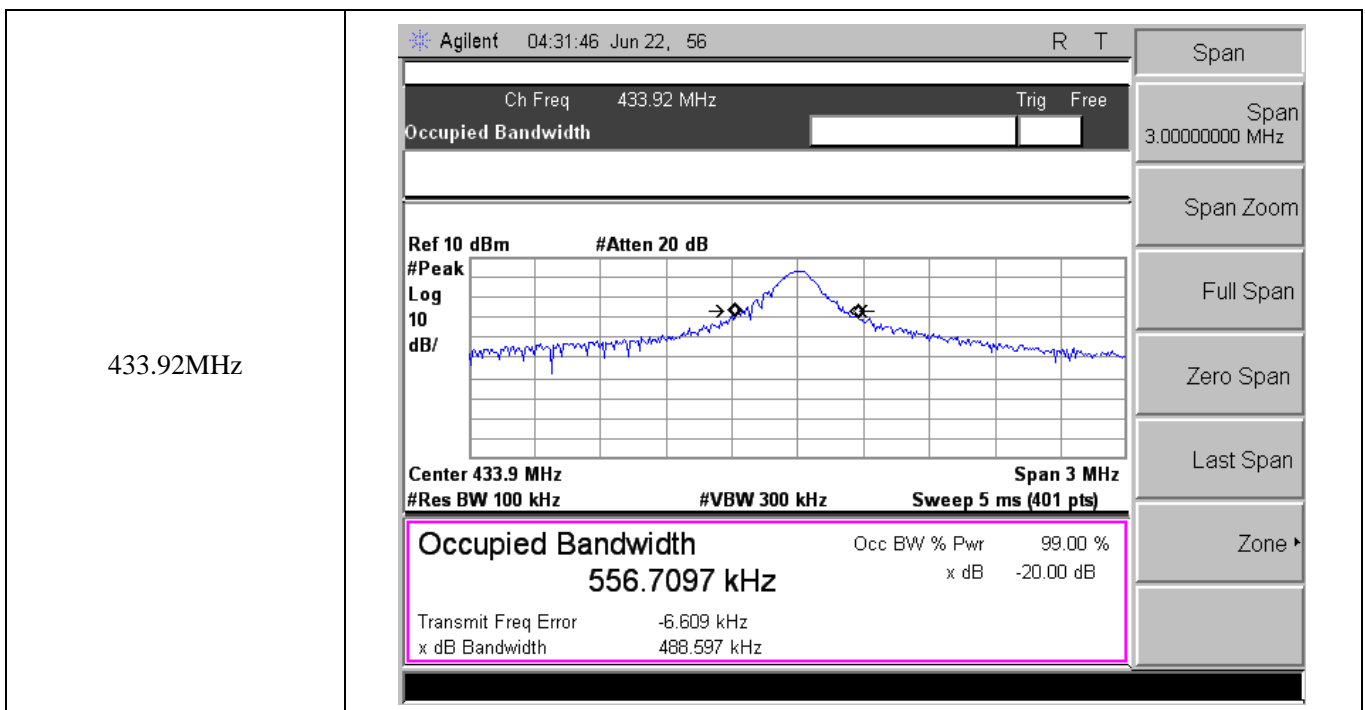 433.92MHz
Agilent 04:31:46 Jun 22, 56 R T
Ch Freq 433.92 MHz Trig Free
Occupied Bandwidth
Ref 10 dBm #Atten 20 dB
#Peak
Log
10
dB/
Center 433.9 MHz Span 3 MHz
#Res BW 100 kHz #VBW 300 kHz Sweep 5 ms (401 pts)
Occupied Bandwidth Occ BW % Pwr 99.00 %
556.7097 kHz x dB -20.00 dB
Transmit Freq Error -6.609 kHz
x dB Bandwidth 488.597 kHz
Span
Span
3.00000000 MHz
Span Zoom
Full Span
Zero Span
Last Span
Zone